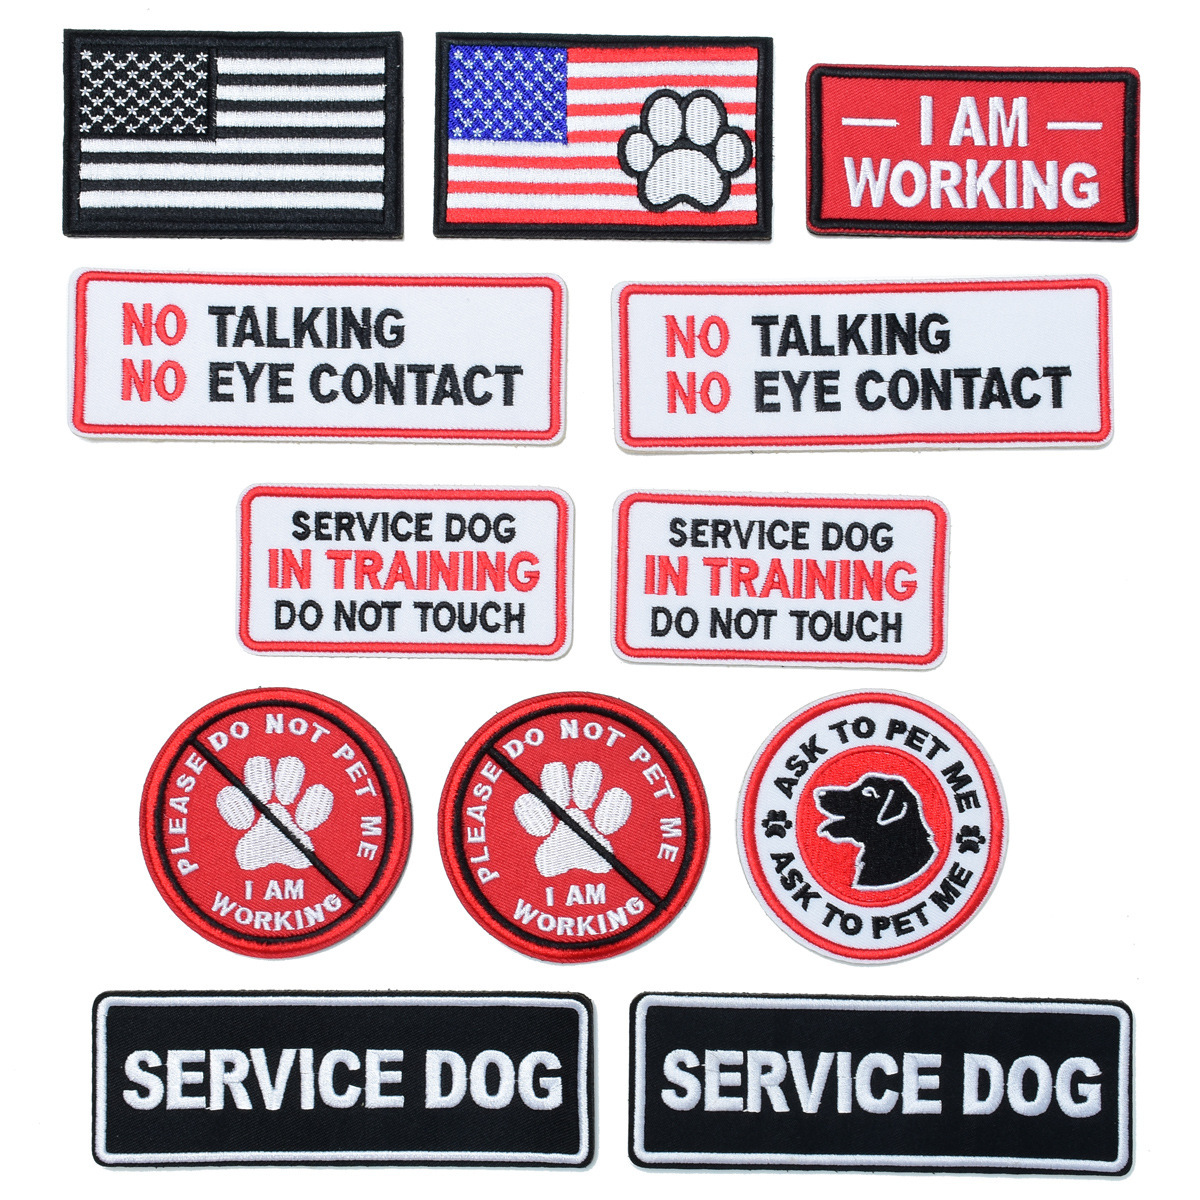 I AM
WORKING
NO TALKING
NO EYE CONTACT
NO TALKING
NO EYE CONTACT
SERVICE DOG
IN TRAINING
DO NOT TOUCH
SERVICE DOG
IN TRAINING
DO NOT TOUCH
PLEASE DO NOT PET ME
I AM
WORKING
PLEASE DO NOT PET ME
I AM
WORKING
ASK TO PET ME
ASK TO PET ME
SERVICE DOG
SERVICE DOG